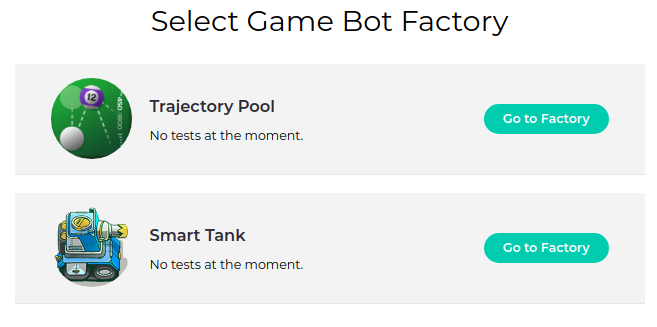 Select Game Bot Factory
Trajectory Pool
No tests at the moment.
Go to Factory
12
Smart Tank
No tests at the moment.
Go to Factory